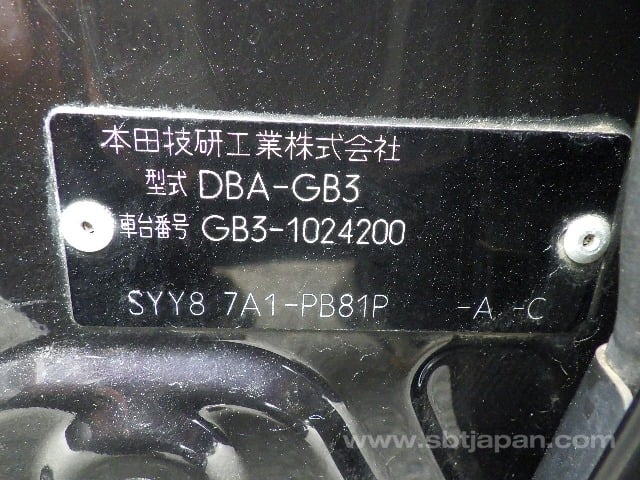 本田技研工業株式会社
型式 DBA-GB3
車台番号 GB3-1024200
SYY8 7A1-PB81P -A -C
www.sbtjapan.com